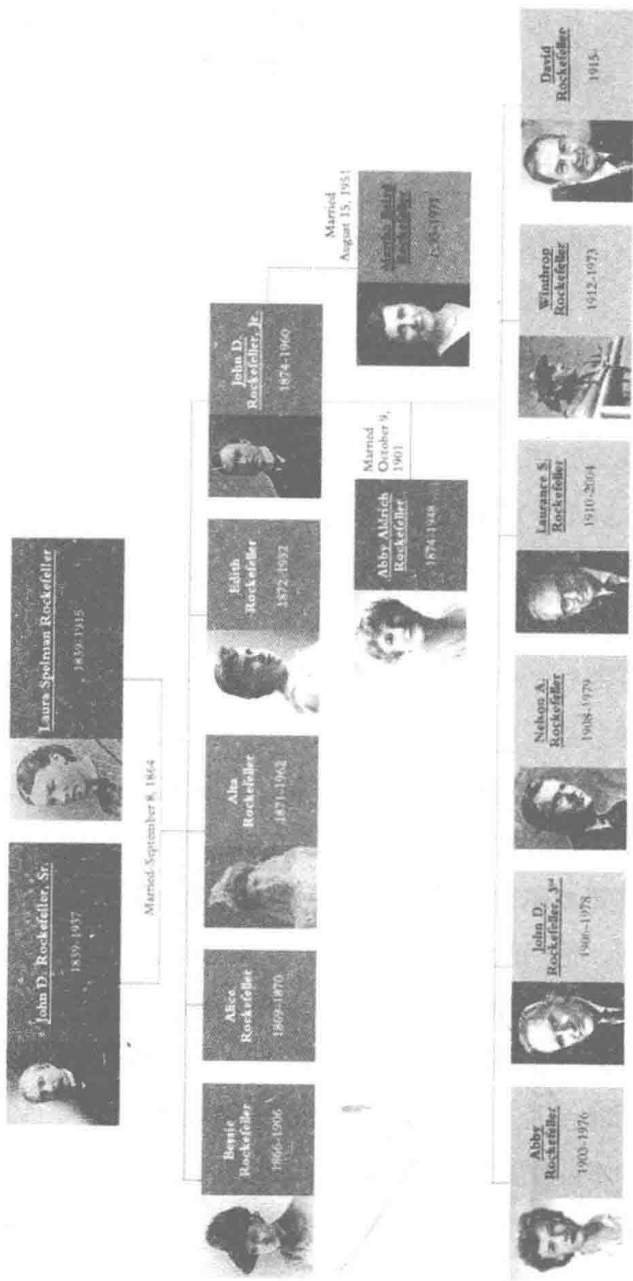 John D. Rockefeller, Sr.
1839-1937
Laura Spelman Rockefeller
1839-1915
Married September 8, 1864
Bessie
Rockefeller
1866-1906
Alice
Rockefeller
1869-1870
Alta
Rockefeller
1871-1962
Edith
Rockefeller
1872-1932
John D.
Rockefeller, Jr.
1874-1960
Abby Aldrich
Rockefeller
1874-1948
Married
October 9,
1901
Married
August 15, 1951
Martha Baird
Rockefeller
-1971
Abby
Rockefeller
1903-1976
John D.
Rockefeller, 3rd
1906-1978
Nelson A.
Rockefeller
1908-1979
Laurance S.
Rockefeller
1910-2004
Winthrop
Rockefeller
1912-1973
David
Rockefeller
1915-